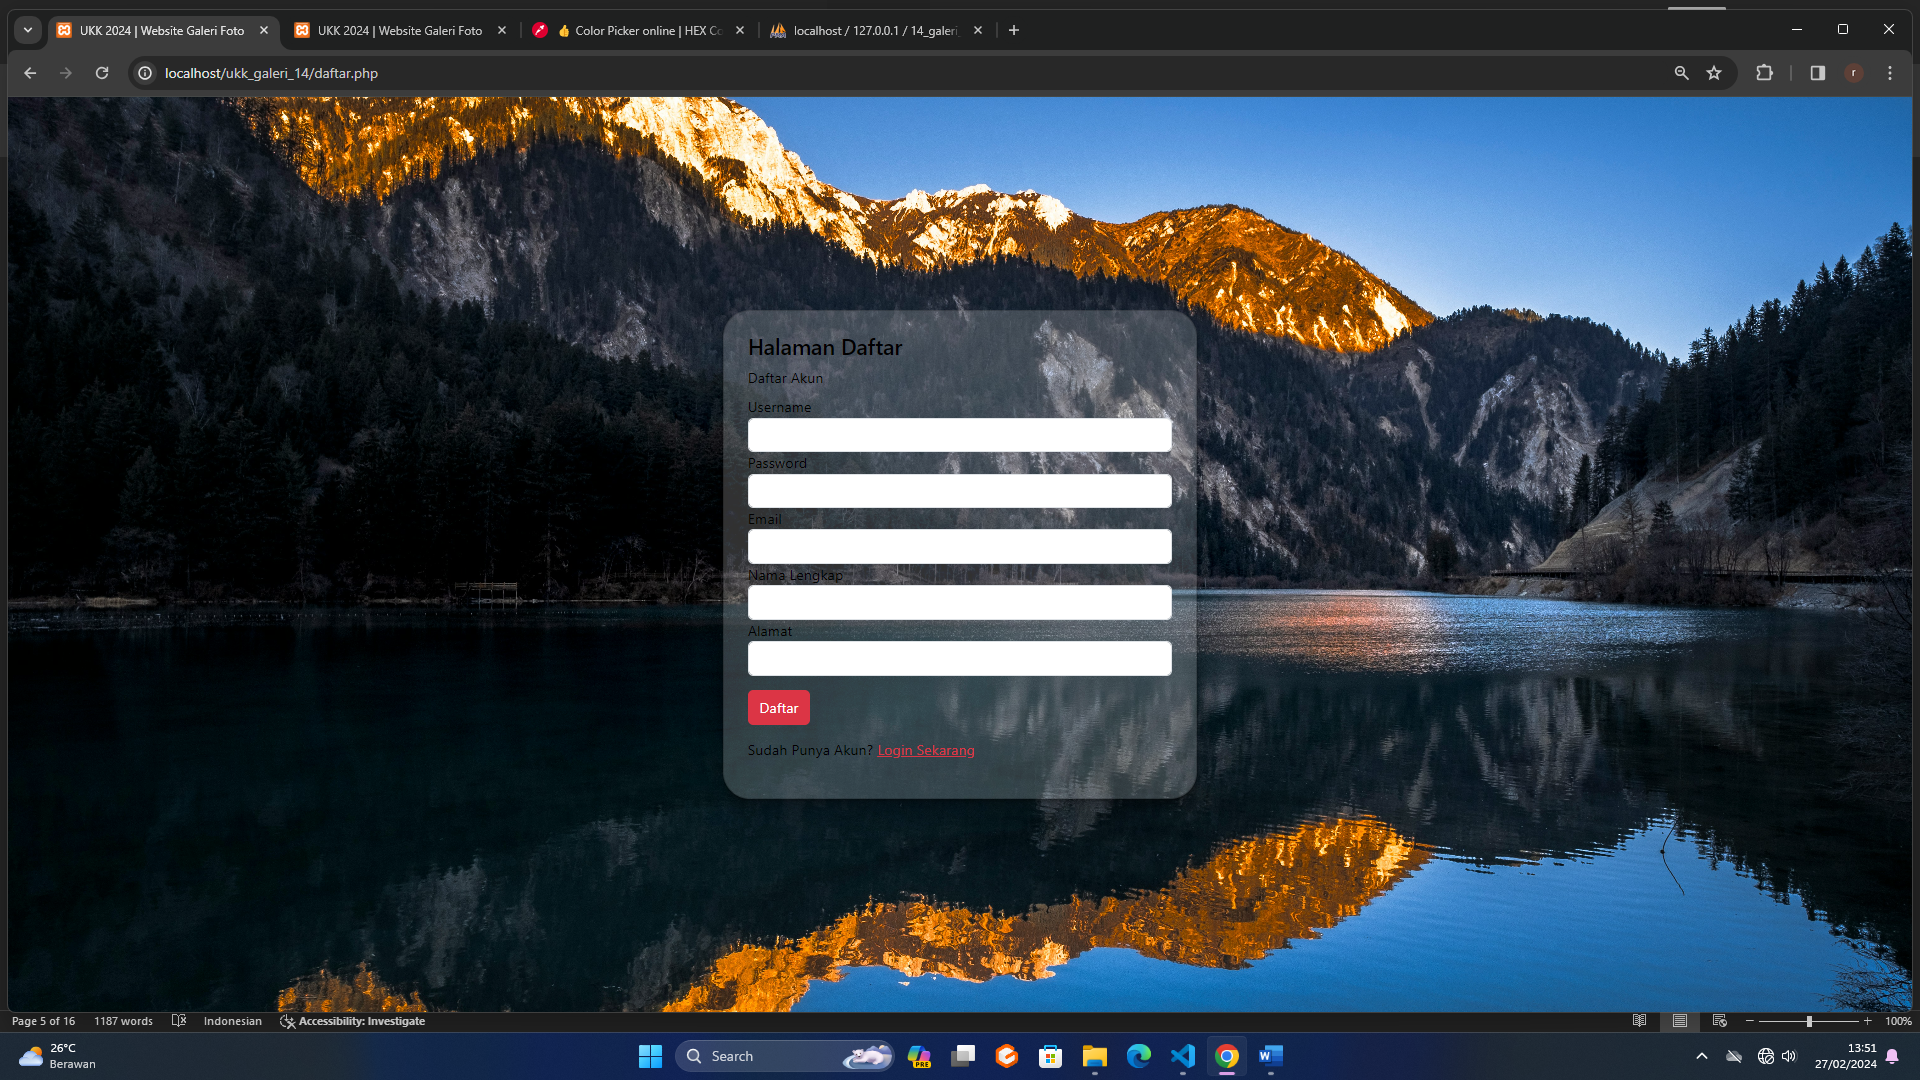 UKK 2024 | Website Galeri Foto
UKK 2024 | Website Galeri Foto
Color Picker online | HEX Co
localhost / 127.0.0.1 / 14_galeri
localhost/ukk_galeri_14/daftar.php
r
Halaman Daftar
Daftar Akun
Username
Password
Email
Nama Lengkap
Alamat
Daftar
Sudah Punya Akun? Login Sekarang
Page 5 of 16
1187 words
Indonesian
Accessibility: Investigate
100%
26°C
Berawan
Search
PRE
13:51
27/02/2024